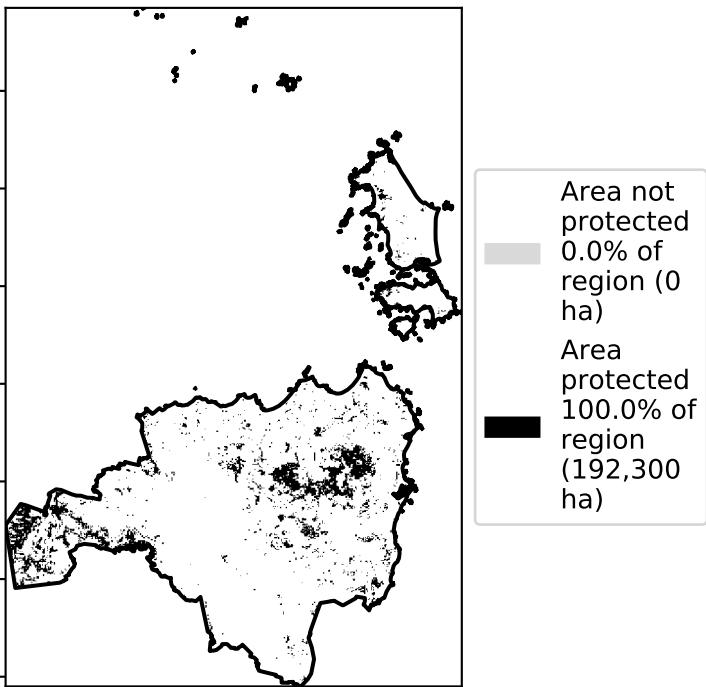 Area not
protected
0.0% of
region (0
ha)
Area
protected
100.0% of
region
(192,300
ha)